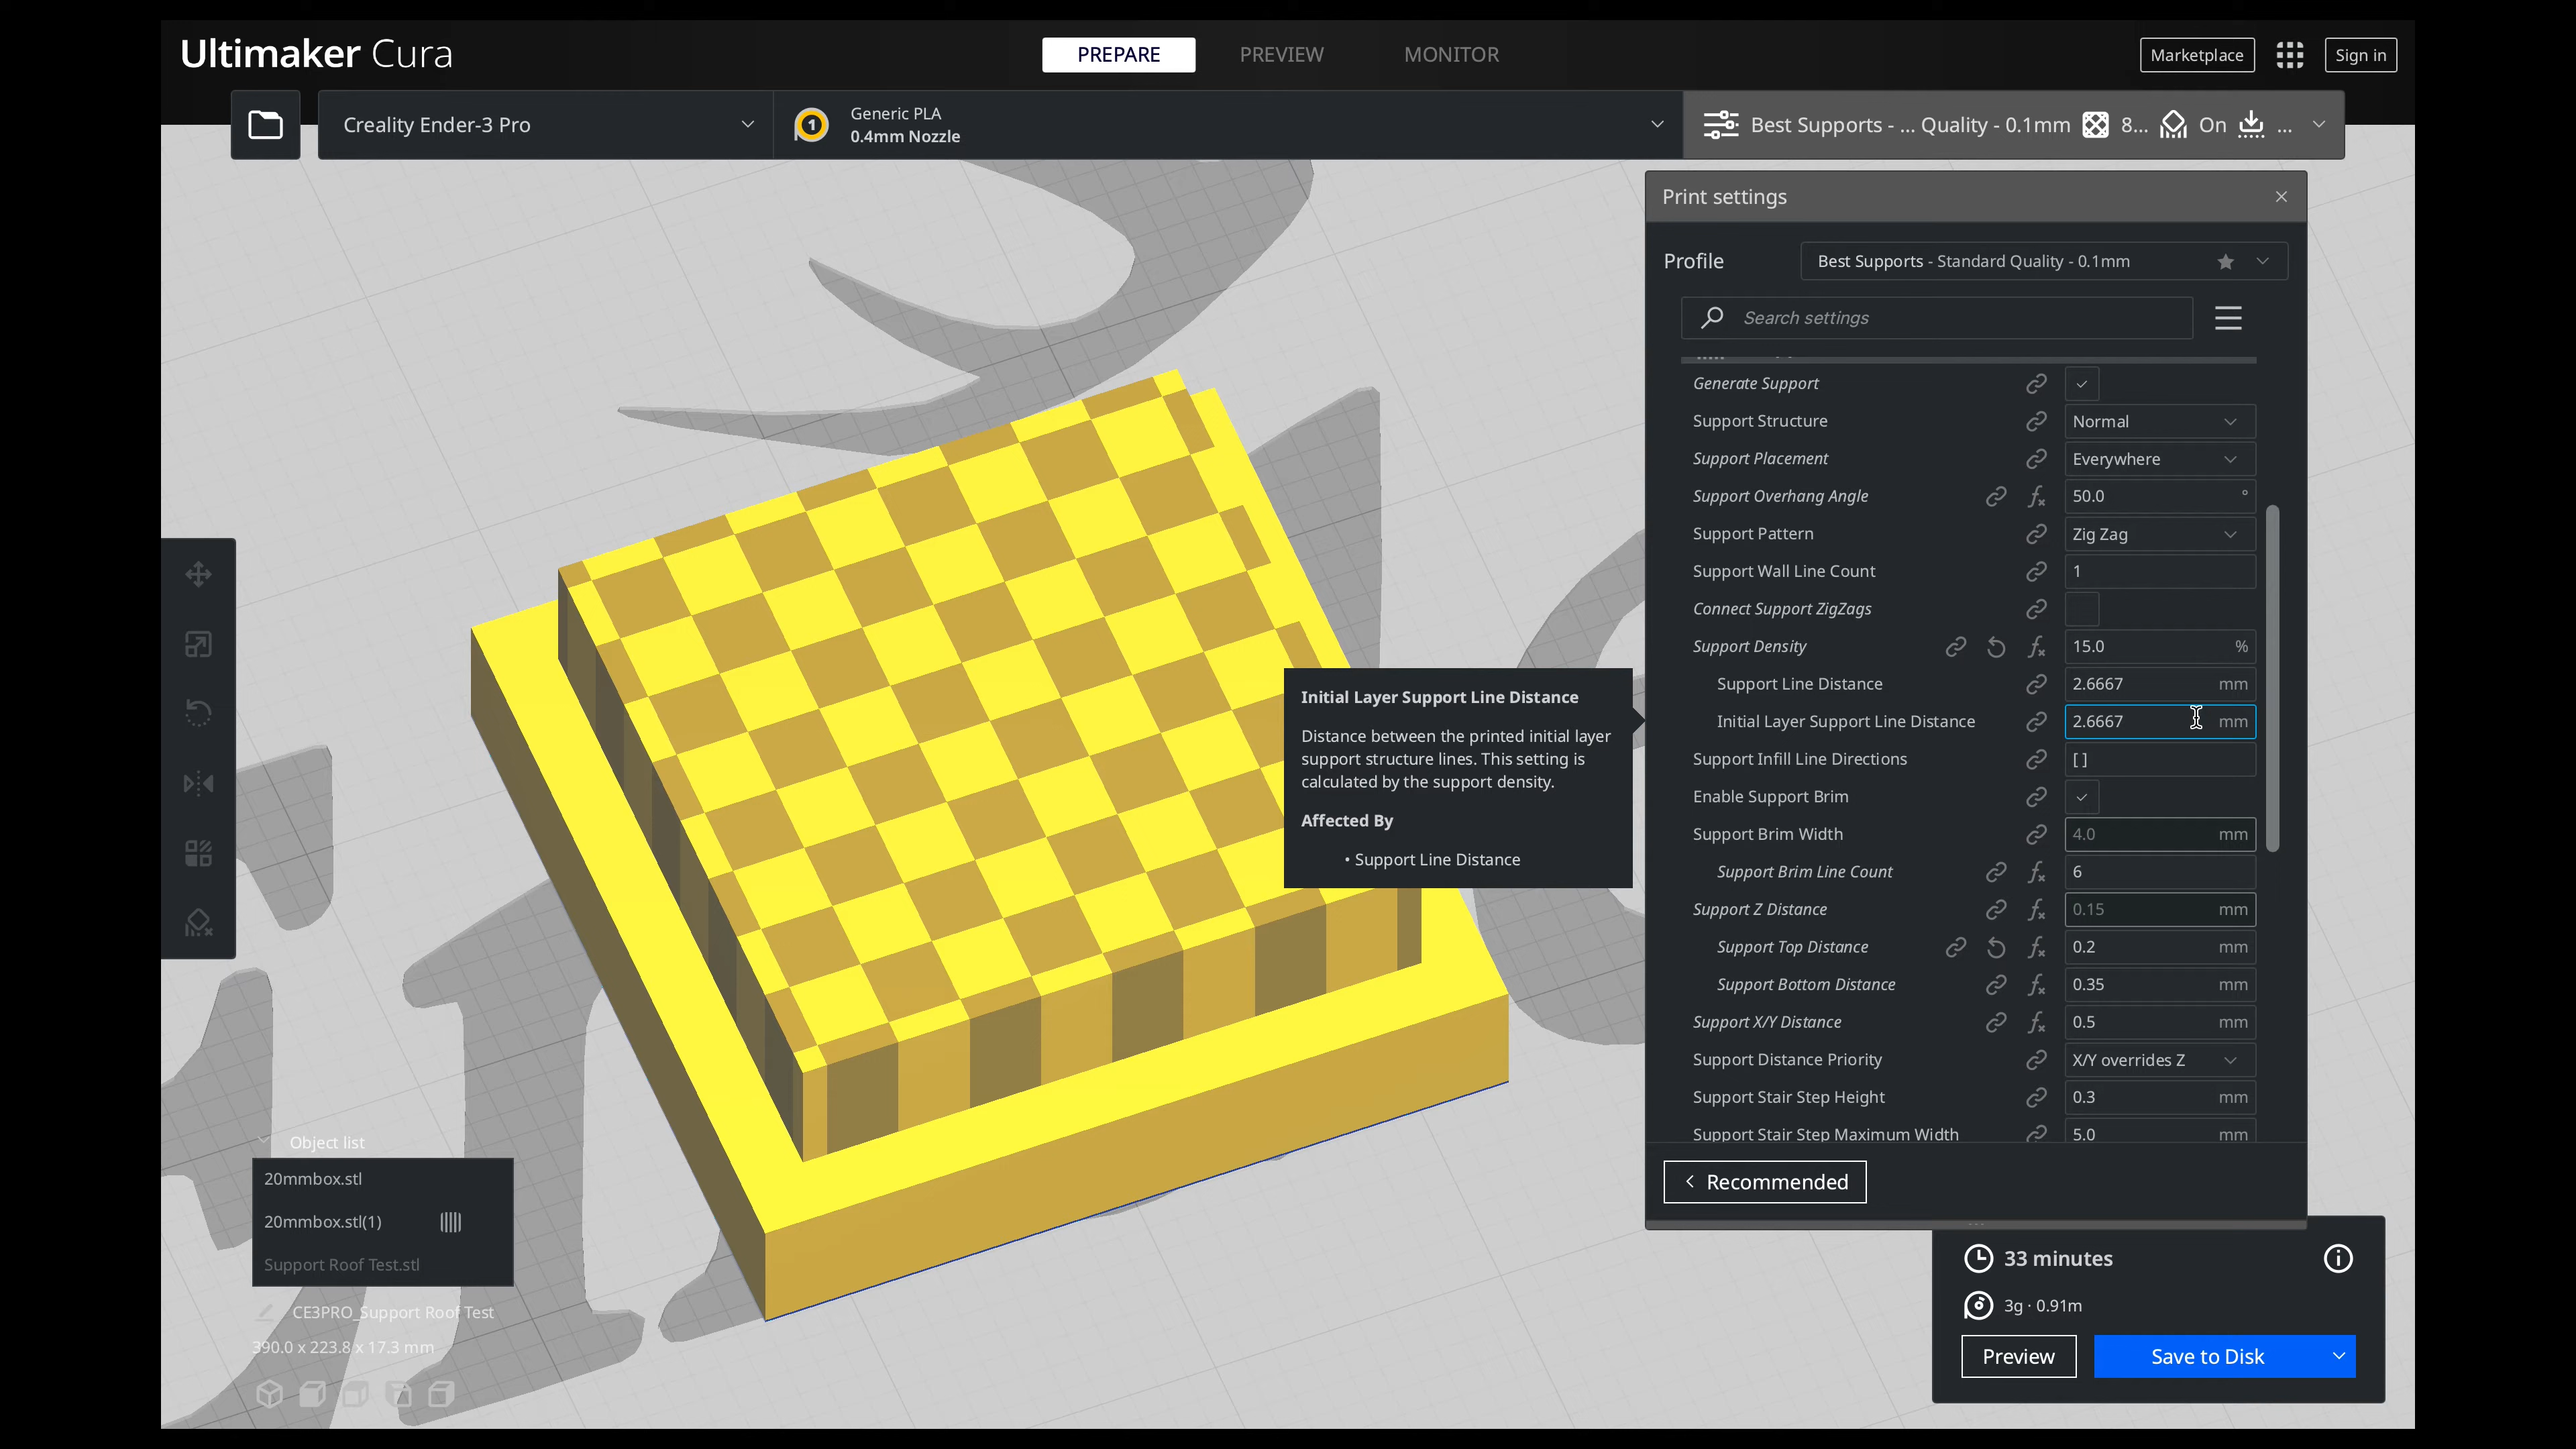 Ultimaker Cura
PREPARE
PREVIEW
MONITOR
Marketplace
Sign in
Creality Ender-3 Pro
1
Generic PLA
0.4mm Nozzle
Best Supports - ... Quality - 0.1mm
8...
On
...
Print settings
Profile
Best Supports - Standard Quality - 0.1mm
Search settings
Generate Support
Support Structure
Normal
Support Placement
Everywhere
Support Overhang Angle
50.0 °
Support Pattern
Zig Zag
Support Wall Line Count
1
Connect Support ZigZags
Support Density
15.0 %
Support Line Distance
2.6667 mm
Initial Layer Support Line Distance
2.6667 mm
Support Infill Line Directions
[ ]
Enable Support Brim
Support Brim Width
4.0 mm
Support Brim Line Count
6
Support Z Distance
0.15 mm
Support Top Distance
0.2 mm
Support Bottom Distance
0.35 mm
Support X/Y Distance
0.5 mm
Support Distance Priority
X/Y overrides Z
Support Stair Step Height
0.3 mm
Support Stair Step Maximum Width
5.0 mm
Recommended
Initial Layer Support Line Distance
Distance between the printed initial layer
support structure lines. This setting is
calculated by the support density.
Affected By
• Support Line Distance
Object list
20mmbox.stl
20mmbox.stl(1)
Support Roof Test.stl
CE3PRO_Support Roof Test
390.0 x 223.8 x 17.3 mm
33 minutes
3g · 0.91m
Preview
Save to Disk